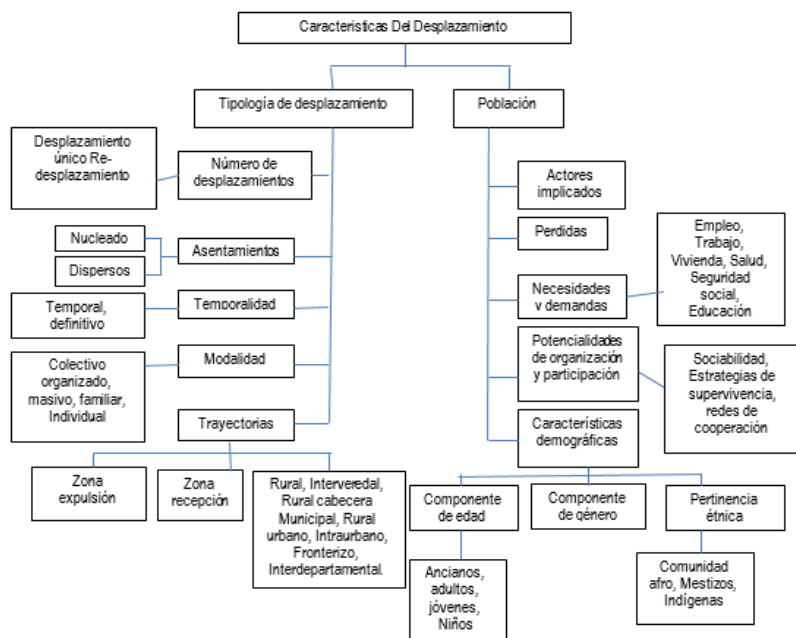 Caracteristicas Del Desplazamiento
Tipología de desplazamiento
Población
Desplazamiento
único Re-
desplazamiento
Número de
desplazamientos
Nucleado
Dispersos
Asentamientos
Temporal,
definitivo
Temporalidad
Colectivo
organizado,
masivo, familiar,
Individual
Modalidad
Trayectorias
Zona
expulsión
Zona
recepción
Rural, Interveredal,
Rural cabecera
Municipal, Rural
urbano, Intraurbano,
Fronterizo,
Interdepartamental
Actores
implicados
Perdidas
Necesidades
v demandas
Empleo,
Trabajo,
Vivienda, Salud,
Seguridad
social,
Educación
Potencialidades
de organización
y participación
Sociabilidad,
Estrategias de
supervivencia,
redes de
cooperación
Características
demográficas
Componente
de edad
Componente
de género
Pertinencia
étnica
Ancianos,
adultos,
jóvenes,
Niños
Comunidad
afro, Mestizos,
Indígenas